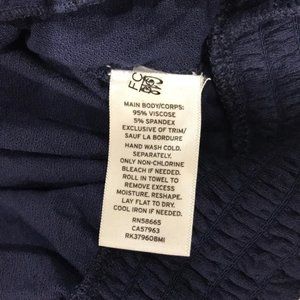 MAIN BODY/CORPS:
95% VISCOSE
5% SPANDEX
EXCLUSIVE OF TRIM/
SAUF LA BORDURE
HAND WASH COLD.
SEPARATELY.
ONLY NON-CHLORINE
BLEACH IF NEEDED.
ROLL IN TOWEL TO
REMOVE EXCESS
MOISTURE. RESHAPE.
LAY FLAT TO DRY.
COOL IRON IF NEEDED.
RN58665
CA57963
RK379608MI